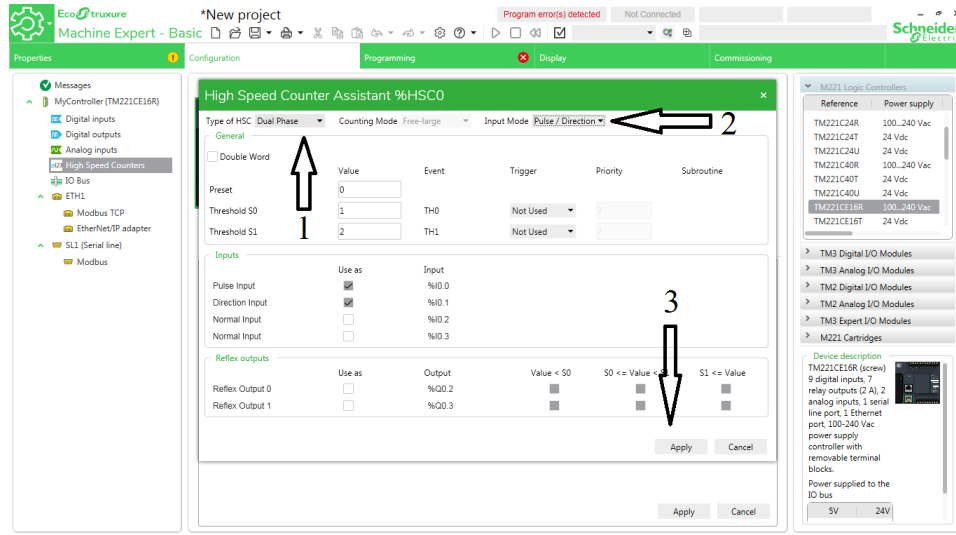 EcoStruxure
*New project
Program error(s) detected
Not Connected
Machine Expert - Basic
Schneider
Electri
Properties
Configuration
Programming
Display
Commissioning
Messages
MyController (TM221CE16R)
Digital inputs
Digital outputs
Analog inputs
High Speed Counters
IO Bus
ETH1
Modbus TCP
EtherNet/IP adapter
SL1 (Serial line)
Modbus
High Speed Counter Assistant %HSC0
Type of HSC Dual Phase Counting Mode Free-large Input Mode Pulse / Direction
2
General
Double Word
Value Event Trigger Priority Subroutine
Preset 0
Threshold S0 1 TH0 Not Used 7
Threshold S1 2 TH1 Not Used 7
1
Inputs
Use as Input
Pulse Input %I0.0
Direction Input %I0.1
Normal Input %I0.2
Normal Input %I0.3
3
Reflex outputs
Use as Output Value < S0 S0 <= Value < S1 S1 <= Value
Reflex Output 0 %Q0.2
Reflex Output 1 %Q0.3
Apply Cancel
Apply Cancel
M221 Logic Controllers
Reference Power supply
TM221C24R 100...240 Vac
TM221C24T 24 Vdc
TM221C24U 24 Vdc
TM221C40R 100...240 Vac
TM221C40T 24 Vdc
TM221C40U 24 Vdc
TM221CE16R 100...240 Vac
TM221CE16T 24 Vdc
TM3 Digital I/O Modules
TM3 Analog I/O Modules
TM2 Digital I/O Modules
TM2 Analog I/O Modules
TM3 Expert I/O Modules
M221 Cartridges
Device description
TM221CE16R (screw)
9 digital inputs, 7
relay outputs (2 A), 2
analog inputs, 1 serial
line port, 1 Ethernet
port, 100-240 Vac
power supply
controller with
removable terminal
blocks.
Power supplied to the
IO bus
5V 24V